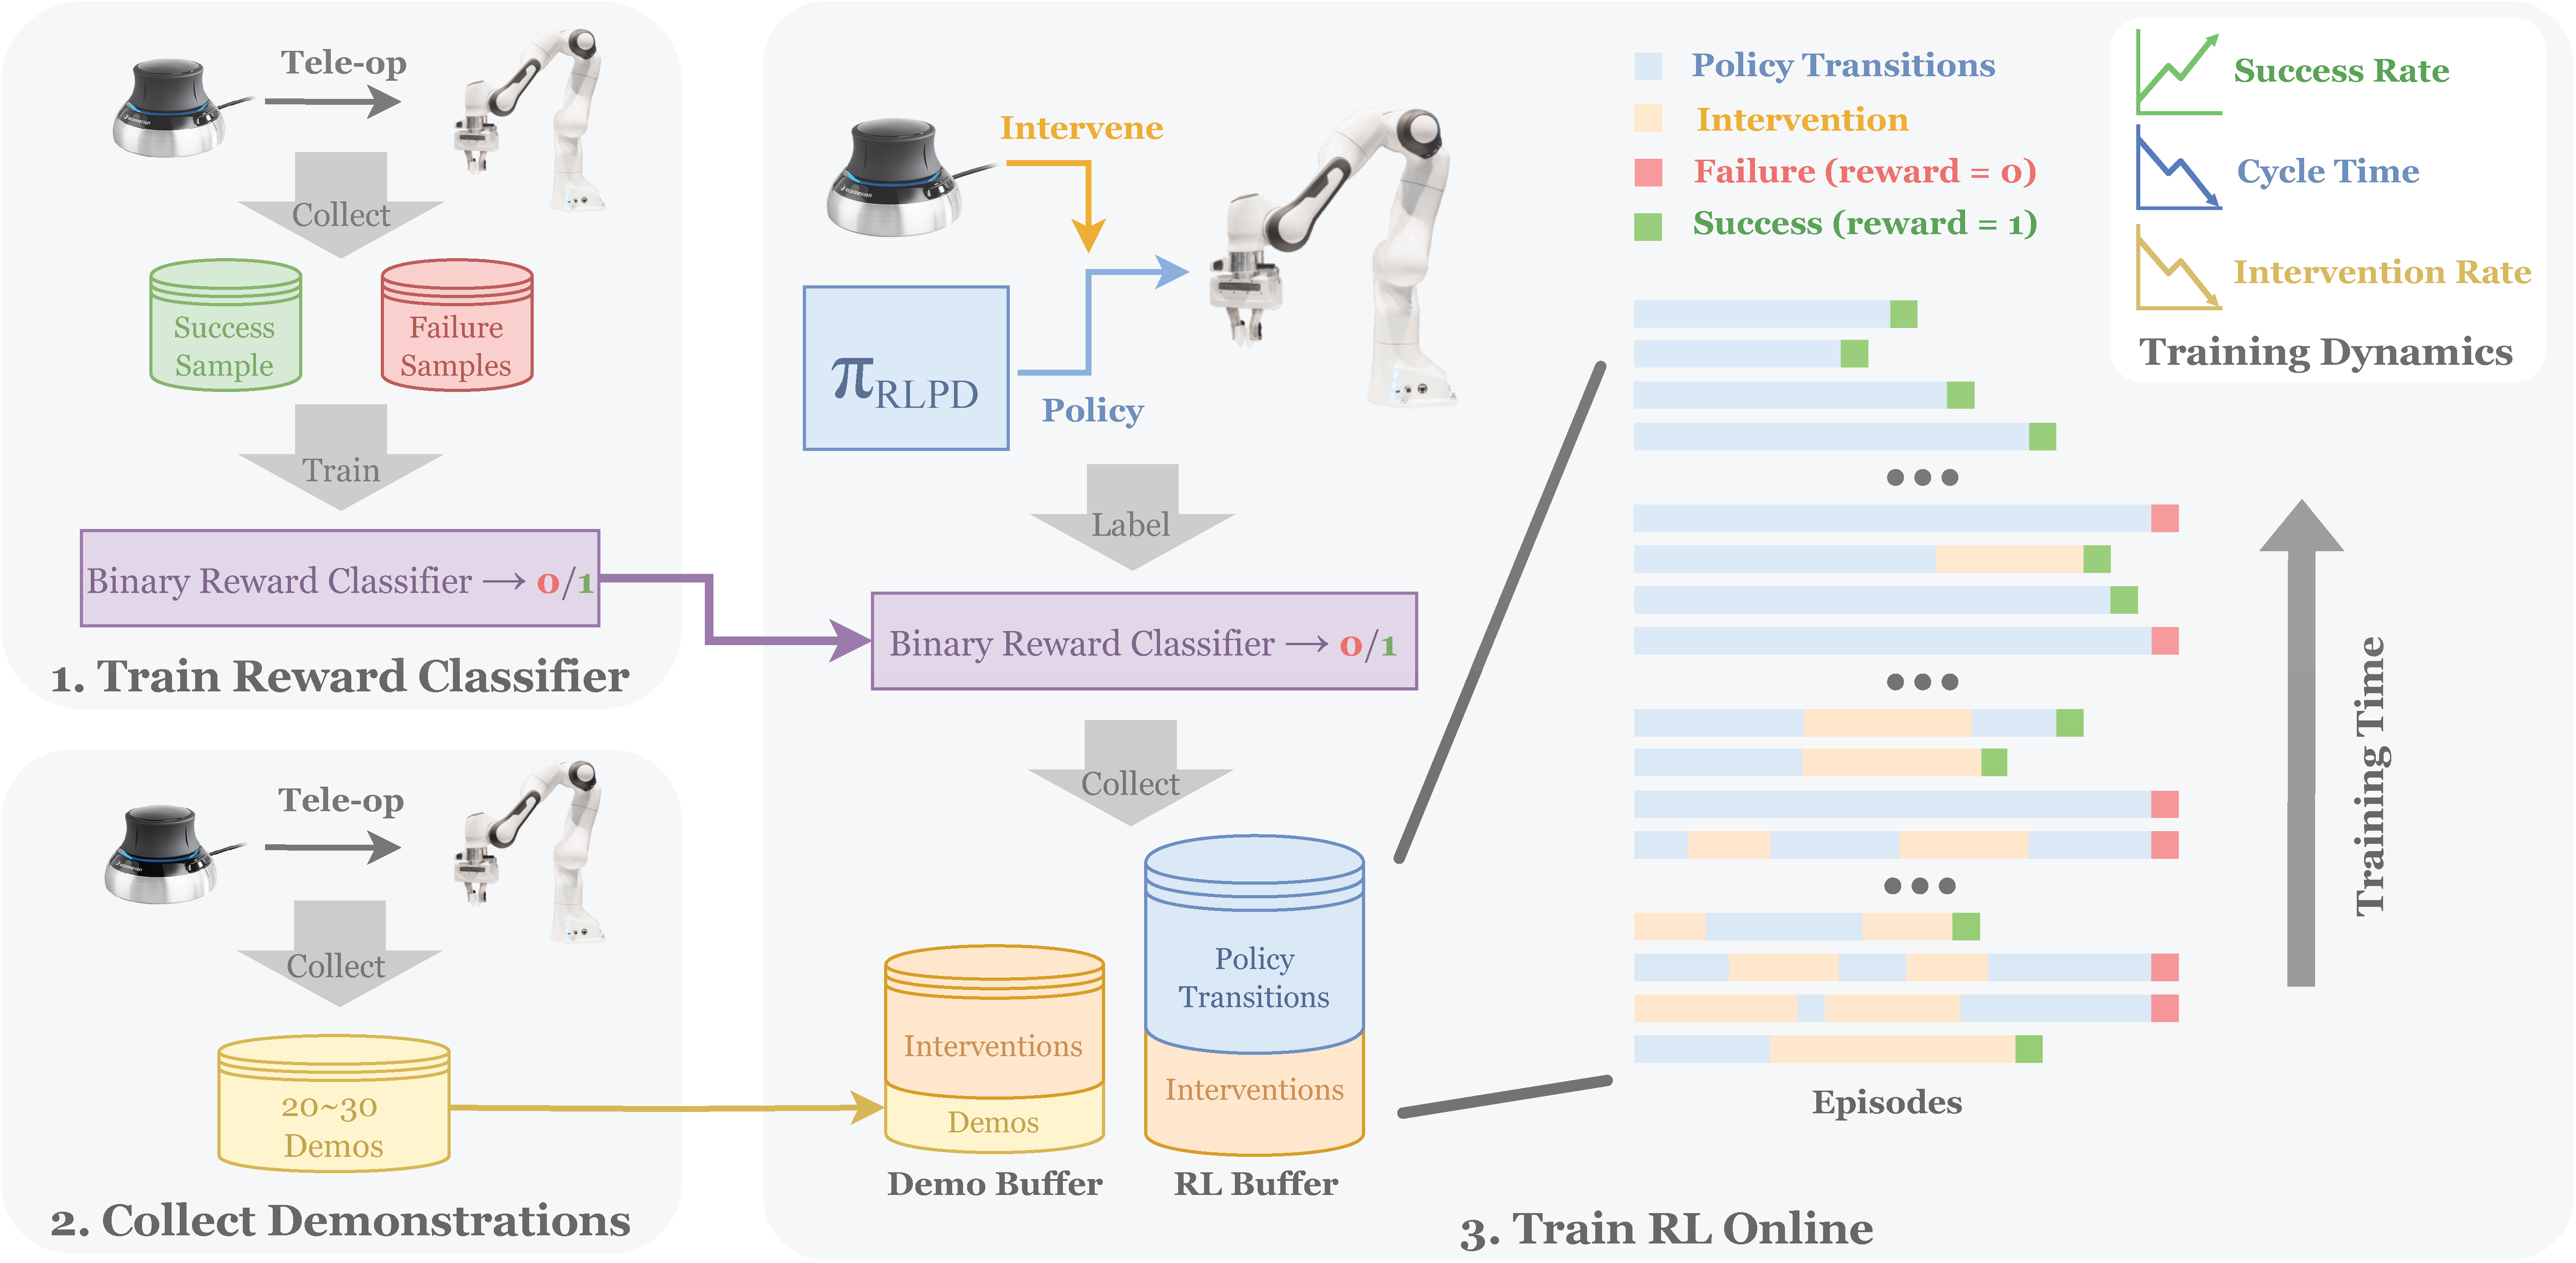 Tele-op
Collect
Success
Sample
Failure
Samples
Train
Binary Reward Classifier → 0/1
1. Train Reward Classifier
Tele-op
Collect
20~30
Demos
2. Collect Demonstrations
Intervene
πRLPD
Policy
Label
Binary Reward Classifier → 0/1
Collect
Interventions
Demos
Demo Buffer
Policy
Transitions
Interventions
RL Buffer
Policy Transitions
Intervention
Failure (reward = 0)
Success (reward = 1)
Episodes
Success Rate
Cycle Time
Intervention Rate
Training Dynamics
Training Time
3. Train RL Online